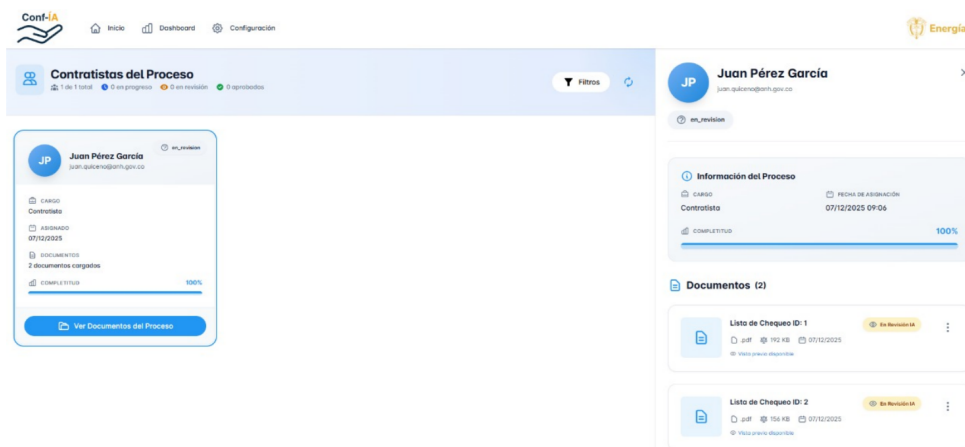 Conf-IA
Inicio
Dashboard
Configuración
Energía
Contratistas del Proceso
1 de 1 total
0 en progreso
0 en revisión
0 aprobados
Filtros
JP
Juan Pérez García
en_revision
juan.quiceno@anh.gov.co
CARGO
Contratista
ASIGNADO
07/12/2025
DOCUMENTOS
2 documentos cargados
COMPLETITUD
100%
Ver Documentos del Proceso
JP
Juan Pérez García
juan.quiceno@anh.gov.co
en_revision
Información del Proceso
CARGO
FECHA DE ASIGNACIÓN
Contratista
07/12/2025 09:06
COMPLETITUD
100%
Documentos (2)
Lista de Chequeo ID: 1
En Revisión IA
.pdf 192 KB 07/12/2025
Vista previa disponible
Lista de Chequeo ID: 2
En Revisión IA
.pdf 156 KB 07/12/2025
Vista previa disponible